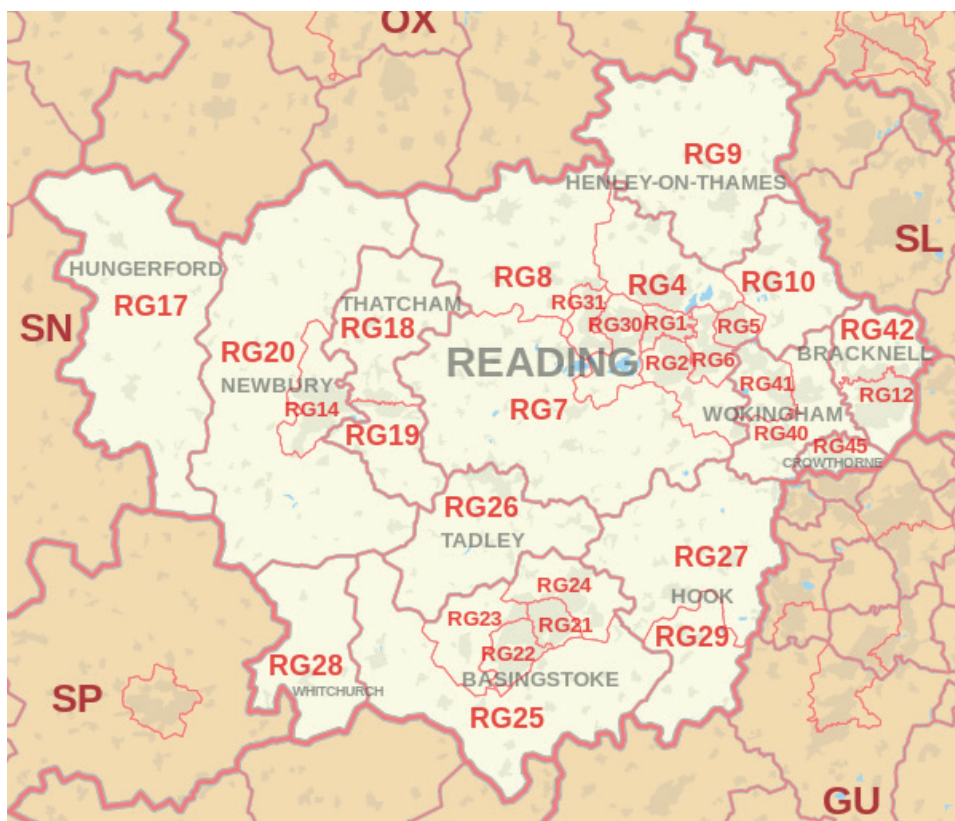 OX
RG9
HENLEY-ON-THAMES
SL
HUNGERFORD
RG17
RG8
RG4
RG10
THATCHAM
RG31
RG18
SN
RG30
RG1
RG5
RG42
RG20
READING
BRACKNELL
NEWBURY
RG2
RG6
RG41
RG12
RG14
RG7
WOKINGHAM
RG19
RG40
RG45
CROWTHORNE
RG26
TADLEY
RG27
RG24
HOOK
RG23
RG21
RG29
RG22
RG28
BASINGSTOKE
WHITCHURCH
SP
RG25
GU